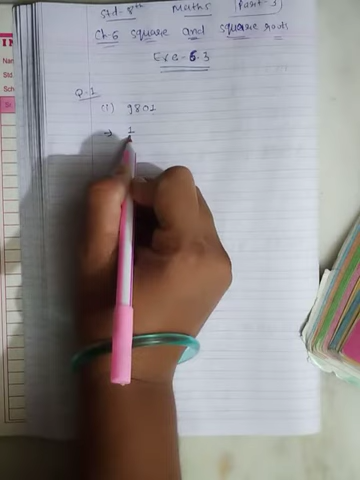 Std-8th Maths (Part-3)
Ch-6 square and square roots
Exe-6.3
Q-1
(i) 9801
→ 1